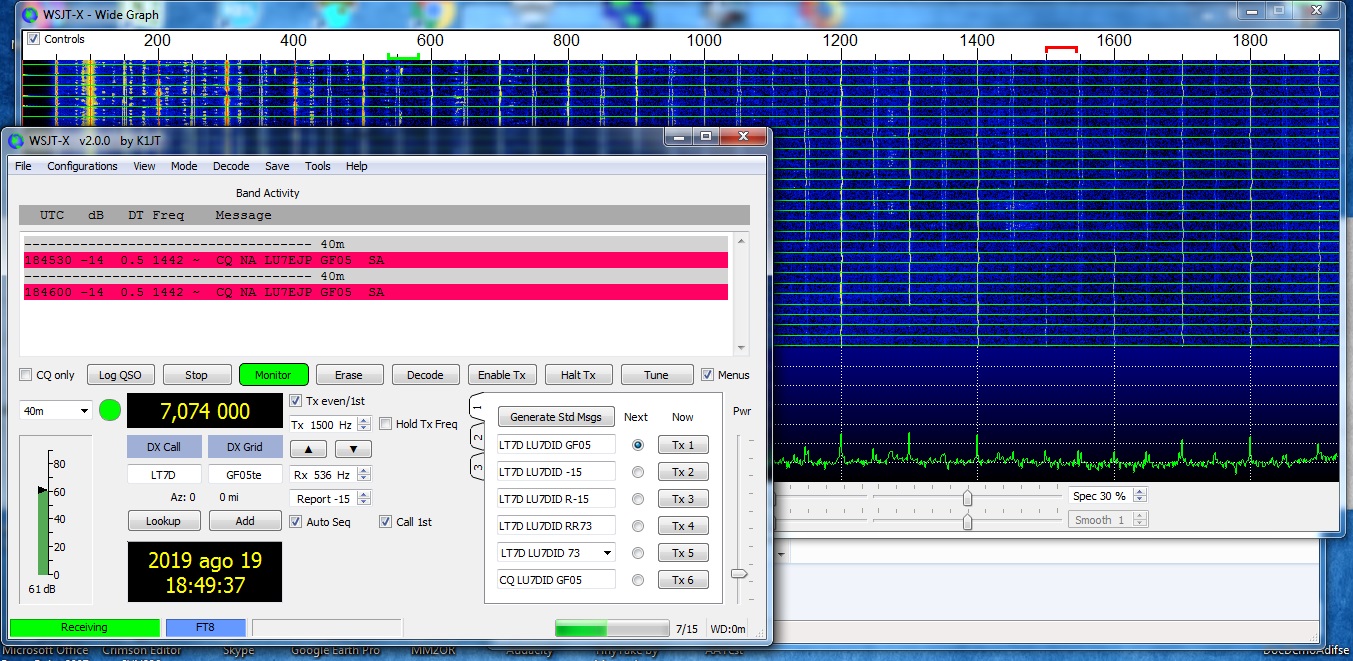 WSJT-X - Wide Graph
Controls
200 400 600 800 1000 1200 1400 1600 1800
WSJT-X v2.0.0 by K1JT
File Configurations View Mode Decode Save Tools Help
Band Activity
UTC dB DT Freq Message
------------------------------------ 40m
184530 -14 0.5 1442 ~ CQ NA LU7EJP GF05 SA
------------------------------------ 40m
184600 -14 0.5 1442 ~ CQ NA LU7EJP GF05 SA
CQ only Log QSO Stop Monitor Erase Decode Enable Tx Halt Tx Tune Menus
40m
7,074 000
Tx even/1st
Tx 1500 Hz
Hold Tx Freq
DX Call DX Grid
LT7D GF05te
Rx 536 Hz
Az: 0 0 mi
Report -15
Lookup Add
Auto Seq Call 1st
80
60
40
20
0
61 dB
2019 ago 19
18:49:37
1
2
3
Generate Std Msgs Next Now Pwr
LT7D LU7DID GF05 Tx 1
LT7D LU7DID -15 Tx 2
LT7D LU7DID R-15 Tx 3
LT7D LU7DID RR73 Tx 4
LT7D LU7DID 73 Tx 5
CQ LU7DID GF05 Tx 6
Spec 30 %
Smooth 1
Receiving FT8 7/15 WD:0m
Microsoft Office Crimson Editor Skype Google Earth Pro MMZOR Audacity TinyTake by AATest DocDemoAdifse